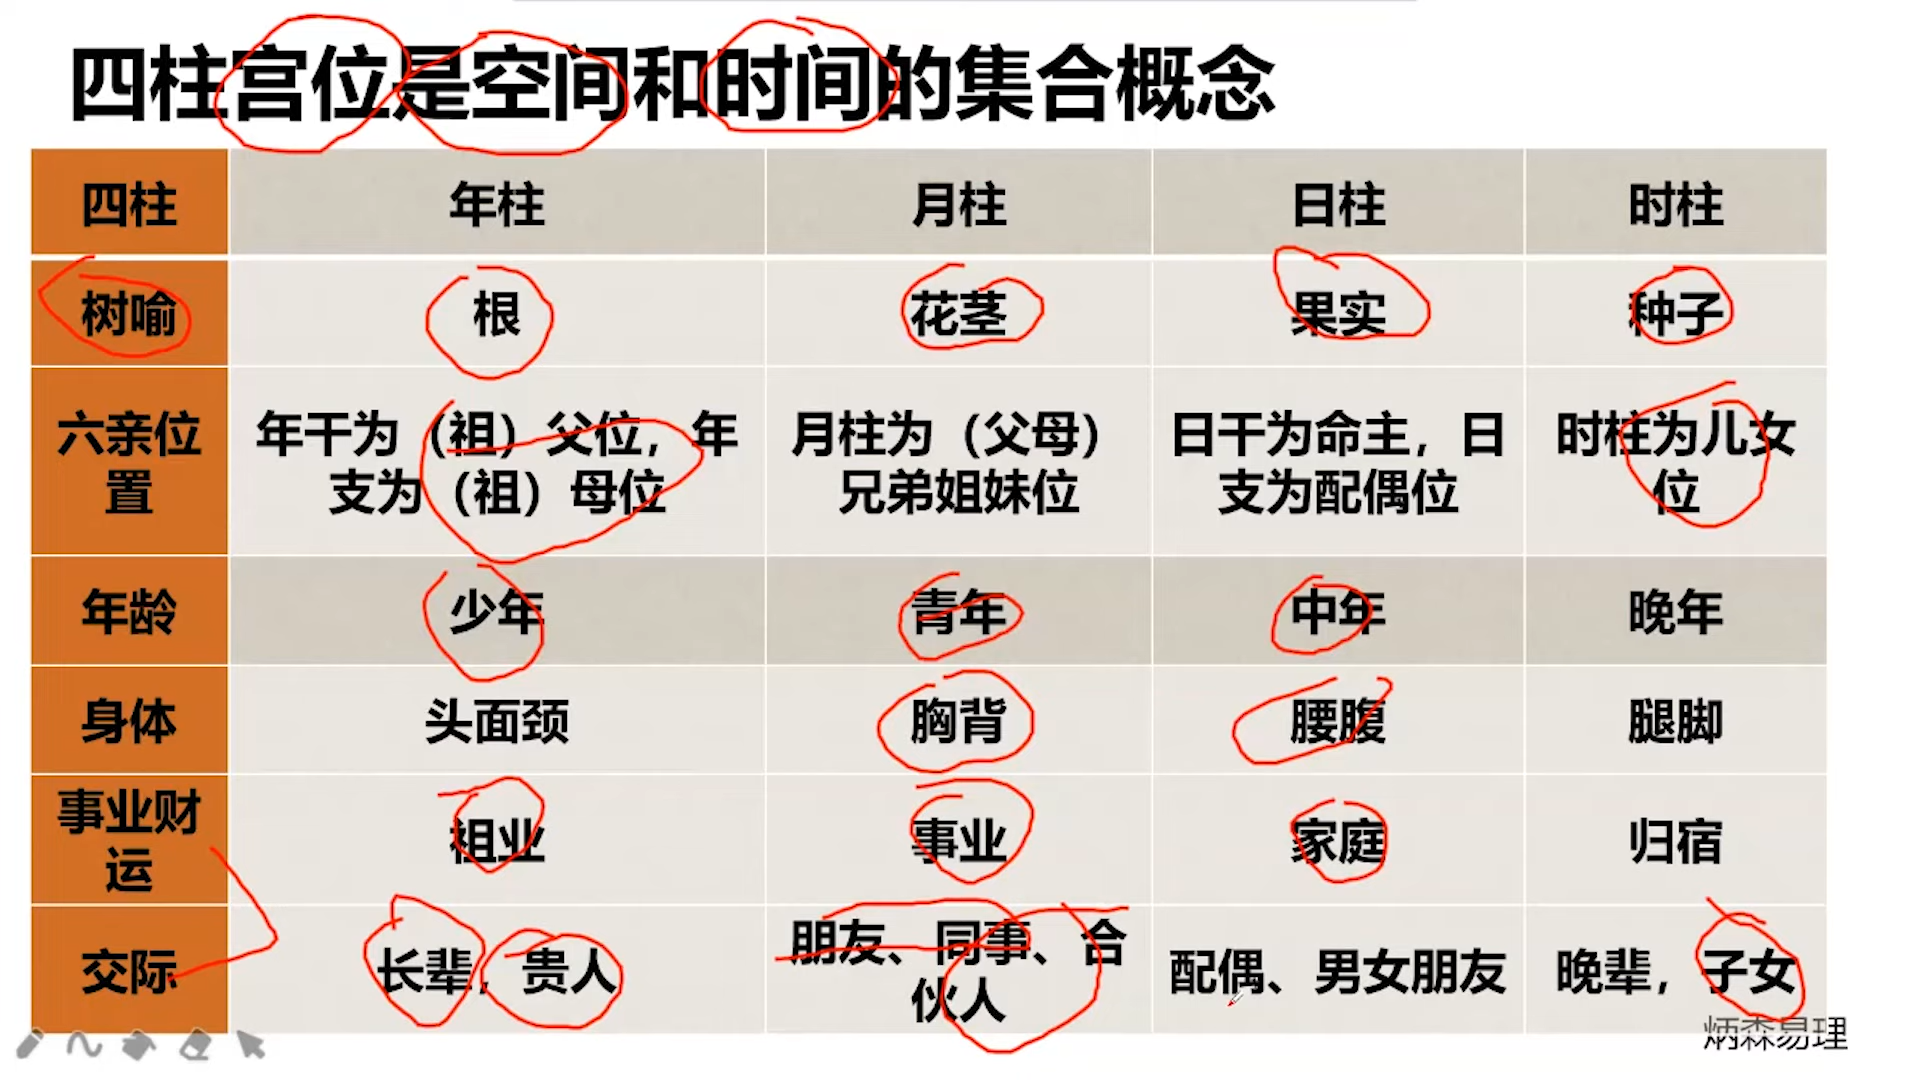 四柱宫位是空间和时间的集合概念
四柱 年柱 月柱 日柱 时柱
树喻 根 花茎 果实 种子
六亲位
置
年干为（祖）父位，年
支为（祖）母位
月柱为（父母）
兄弟姐妹位
日干为命主，日
支为配偶位
时柱为儿女
位
年龄 少年 青年 中年 晚年
身体 头面颈 胸背 腰腹 腿脚
事业财
运
祖业 事业 家庭 归宿
交际 长辈，贵人
朋友、同事、合
伙人
配偶、男女朋友 晚辈，子女
炳森易理